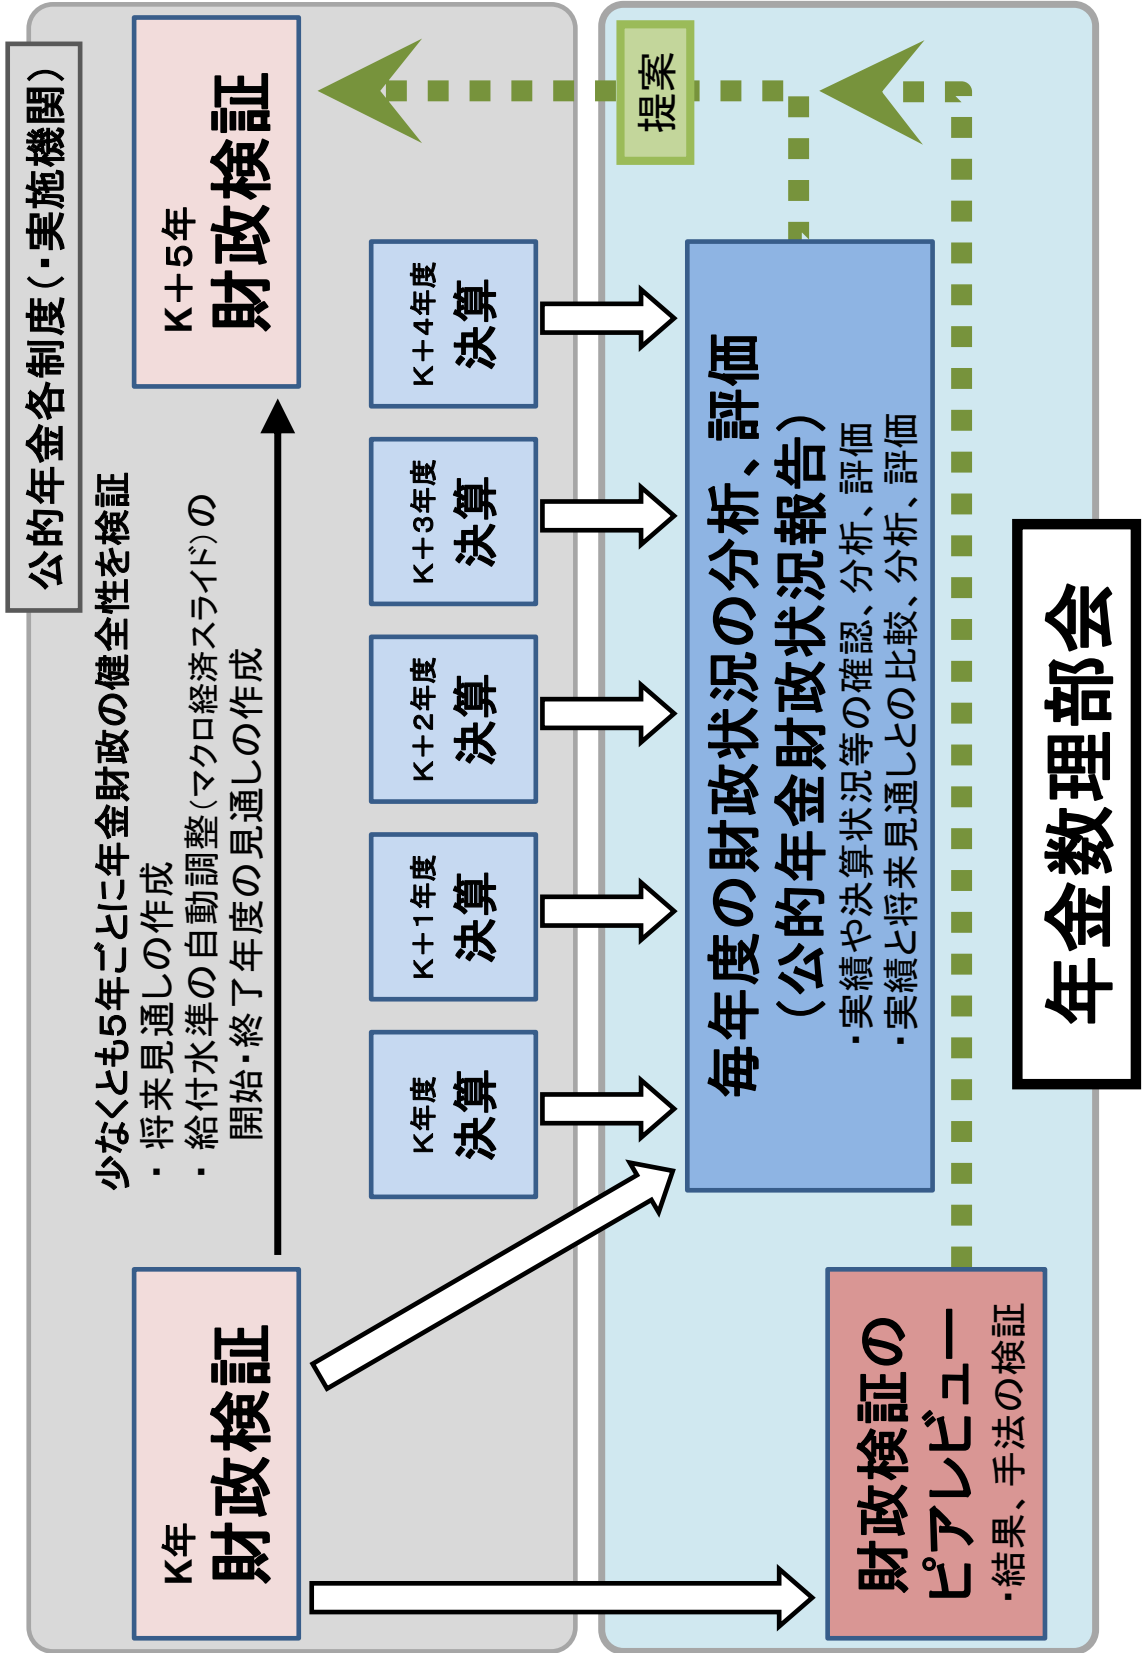 公的年金各制度(・実施機関)
少なくとも5年ごとに年金財政の健全性を検証
・将来見通しの作成
・給付水準の自動調整(マクロ経済スライド)の
開始・終了年度の見通しの作成
K年
財政検証
K+5年
財政検証
K年度
決算
K+1年度
決算
K+2年度
決算
K+3年度
決算
K+4年度
決算
提案
毎年度の財政状況の分析、評価
(公的年金財政状況報告)
・実績や決算状況等の確認、分析、評価
・実績と将来見通しとの比較、分析、評価
財政検証の
ピアレビュー
・結果、手法の検証
年金数理部会